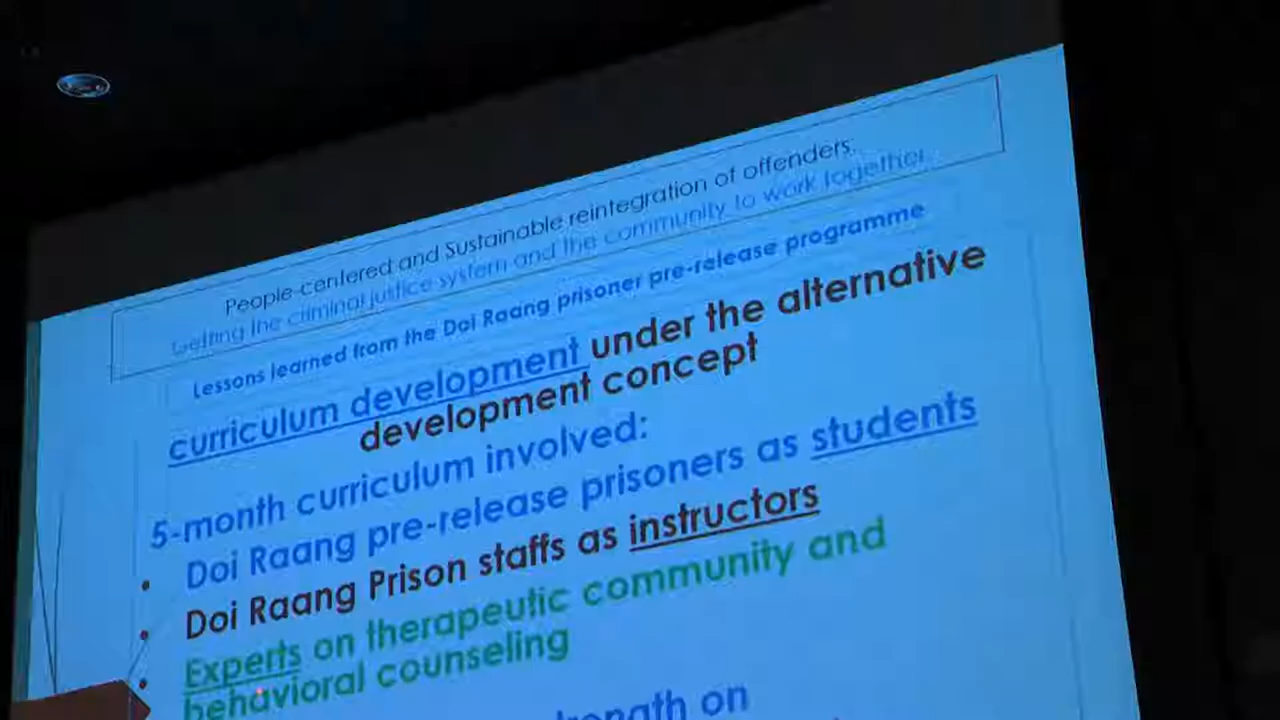 People-centered and Sustainable reintegration of offenders:
Getting the criminal justice system and the community to work together
Lessons learned from the Doi Raang prisoner pre-release programme
curriculum development under the alternative
development concept
5-month curriculum involved:
• Doi Raang pre-release prisoners as students
• Doi Raang Prison staffs as instructors
• Experts on therapeutic community and
behavioral counseling
on